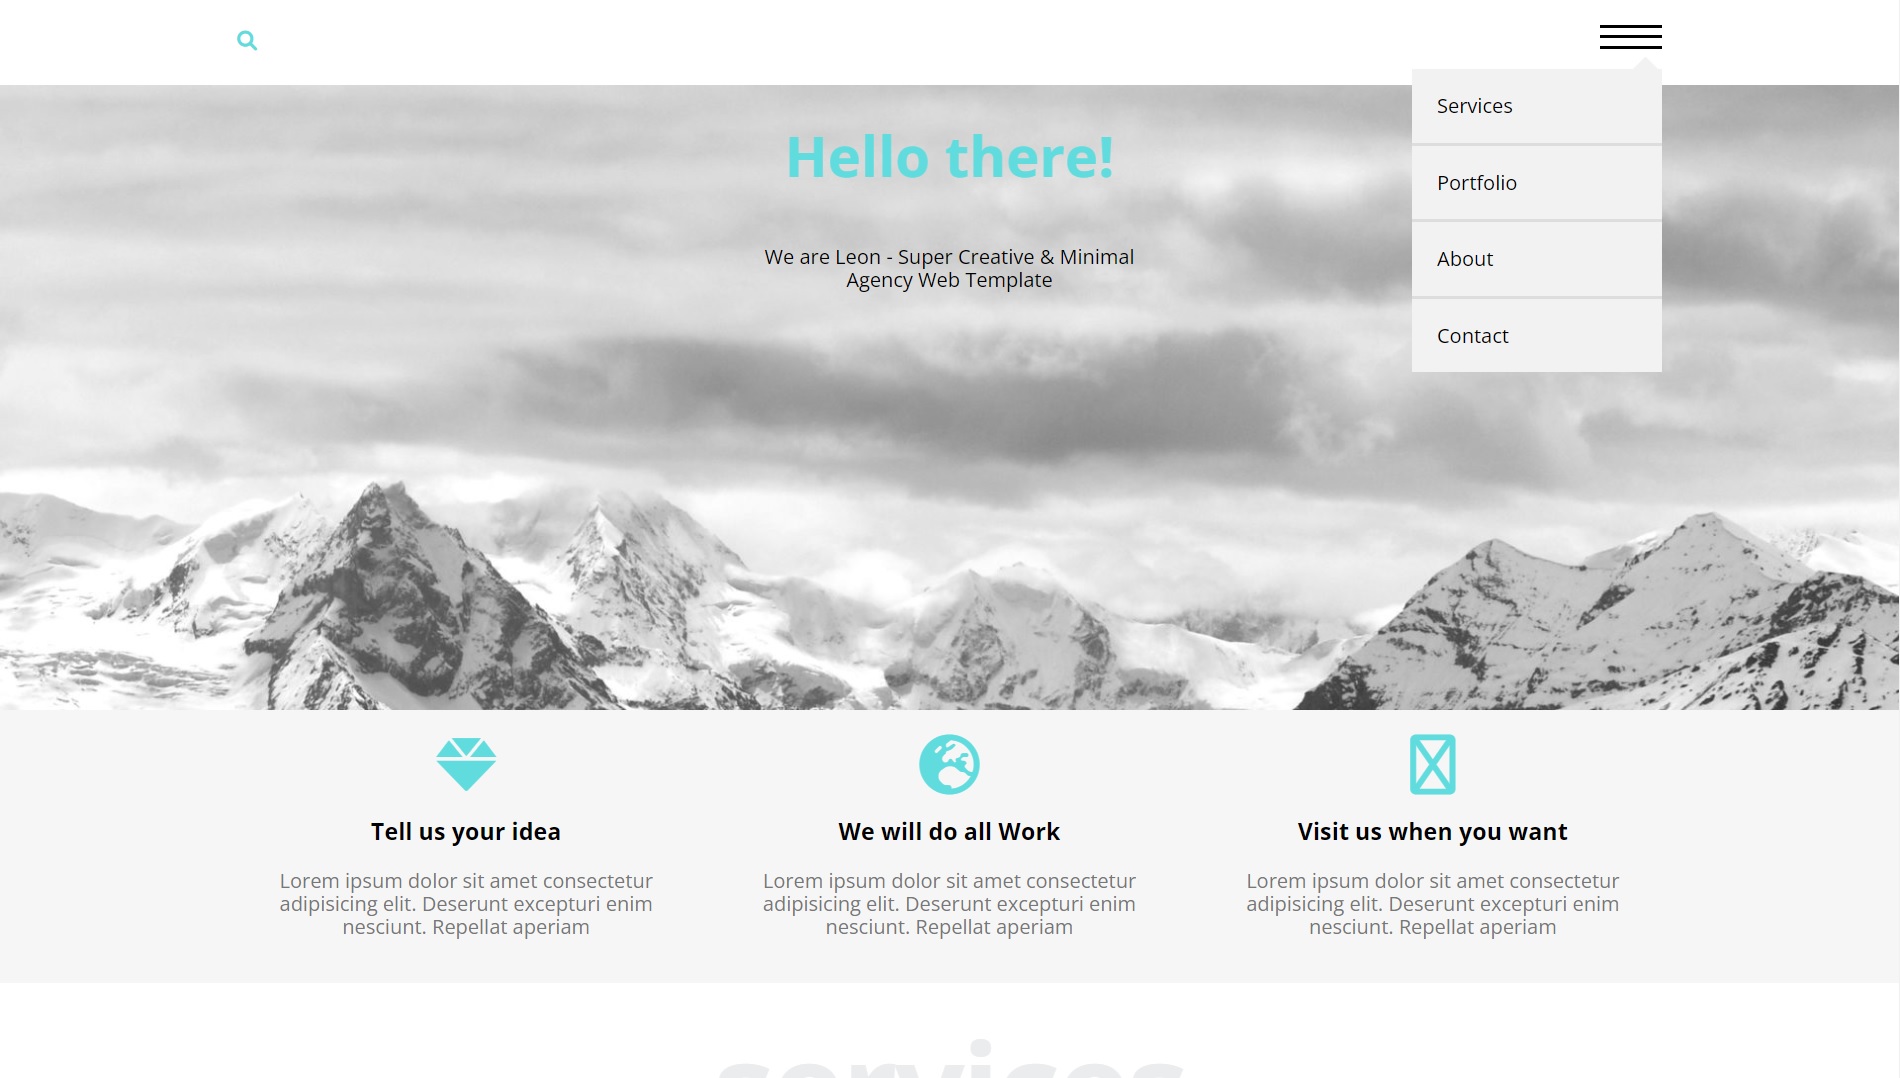 Services
Hello there!
Portfolio
We are Leon - Super Creative & Minimal
Agency Web Template
About
Contact
Tell us your idea
Lorem ipsum dolor sit amet consectetur
adipisicing elit. Deserunt excepturi enim
nesciunt. Repellat aperiam
We will do all Work
Lorem ipsum dolor sit amet consectetur
adipisicing elit. Deserunt excepturi enim
nesciunt. Repellat aperiam
Visit us when you want
Lorem ipsum dolor sit amet consectetur
adipisicing elit. Deserunt excepturi enim
nesciunt. Repellat aperiam
services